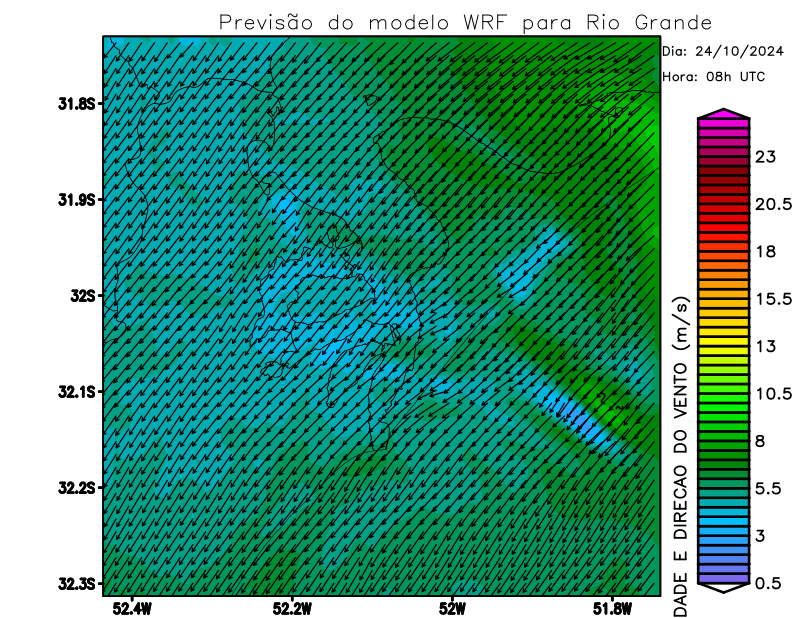 Previsão do modelo WRF para Rio Grande
Dia: 24/10/2024
Hora: 08h UTC
31.8S
31.9S
32S
32.1S
32.2S
32.3S
52.4W
52.2W
52W
51.8W
23
20.5
18
15.5
13
10.5
8
5.5
3
0.5
DADE E DIRECAO DO VENTO (m/s)